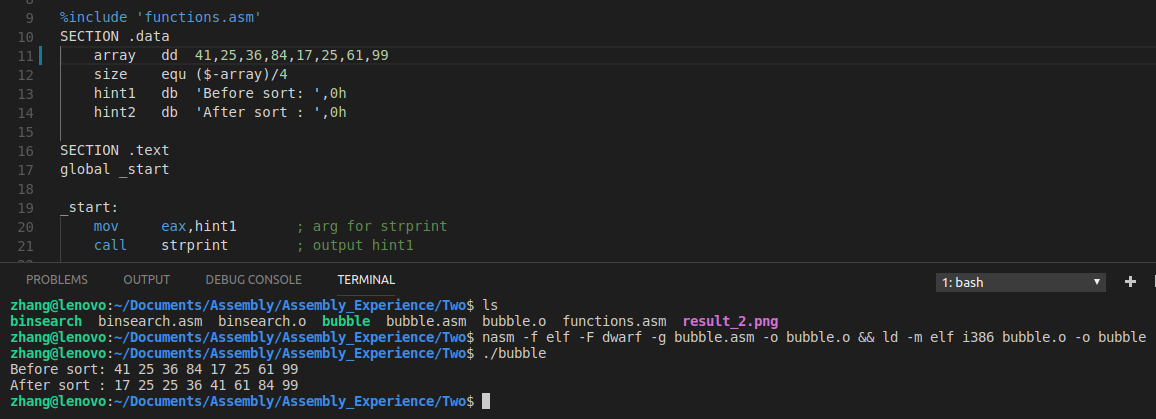 9 %include 'functions.asm'
10 SECTION .data
11     array   dd  41,25,36,84,17,25,61,99
12     size    equ ($-array)/4
13     hint1   db  'Before sort: ',0h
14     hint2   db  'After sort : ',0h
15
16 SECTION .text
17 global _start
18
19 _start:
20     mov     eax,hint1       ; arg for strprint
21     call    strprint        ; output hint1
PROBLEMS OUTPUT DEBUG CONSOLE TERMINAL 1: bash
zhang@lenovo:~/Documents/Assembly/Assembly_Experience/Two$ ls
binsearch  binsearch.asm  binsearch.o  bubble  bubble.asm  bubble.o  functions.asm  result_2.png
zhang@lenovo:~/Documents/Assembly/Assembly_Experience/Two$ nasm -f elf -F dwarf -g bubble.asm -o bubble.o && ld -m elf i386 bubble.o -o bubble
zhang@lenovo:~/Documents/Assembly/Assembly_Experience/Two$ ./bubble
Before sort: 41 25 36 84 17 25 61 99
After sort : 17 25 25 36 41 61 84 99
zhang@lenovo:~/Documents/Assembly/Assembly_Experience/Two$